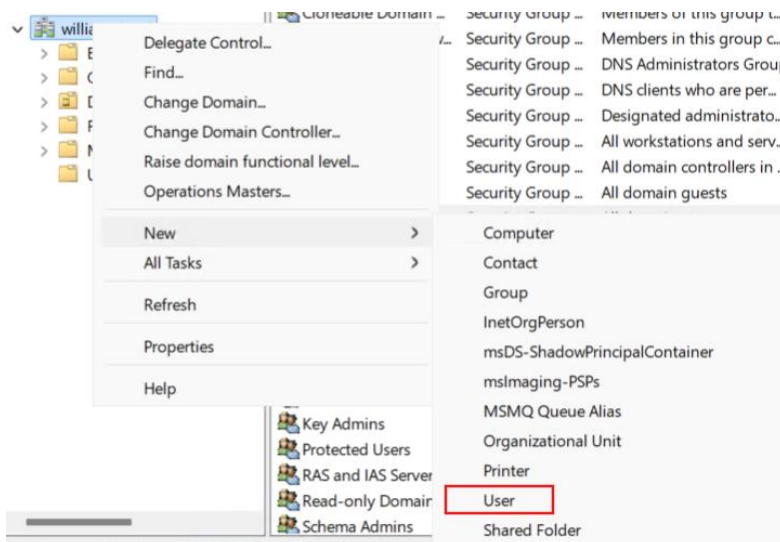 Cloneable Domain ... Security Group ... Members of this group t...
Security Group ... Members in this group c...
Security Group ... DNS Administrators Group
Security Group ... DNS clients who are per...
Security Group ... Designated administrato...
Security Group ... All workstations and serv...
Security Group ... All domain controllers in ...
Security Group ... All domain guests
Delegate Control...
Find...
Change Domain...
Change Domain Controller...
Raise domain functional level...
Operations Masters...
New
All Tasks
Refresh
Properties
Help
Computer
Contact
Group
InetOrgPerson
msDS-ShadowPrincipalContainer
msImaging-PSPs
MSMQ Queue Alias
Organizational Unit
Printer
User
Shared Folder
Key Admins
Protected Users
RAS and IAS Server
Read-only Domain
Schema Admins